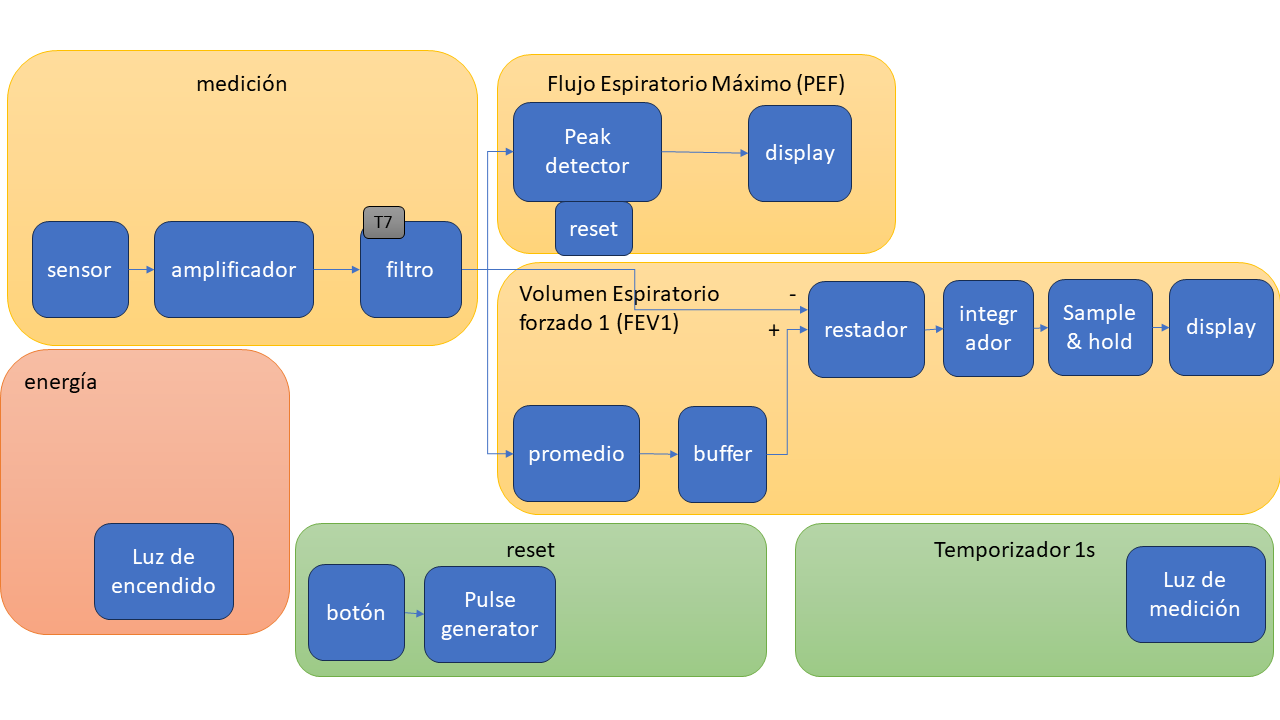 medición
sensor
amplificador
T7
filtro
Flujo Espiratorio Máximo (PEF)
Peak
detector
display
reset
Volumen Espiratorio
forzado 1 (FEV1)
-
+
restador
integr
ador
Sample
& hold
display
promedio
buffer
energía
Luz de
encendido
reset
botón
Pulse
generator
Temporizador 1s
Luz de
medición